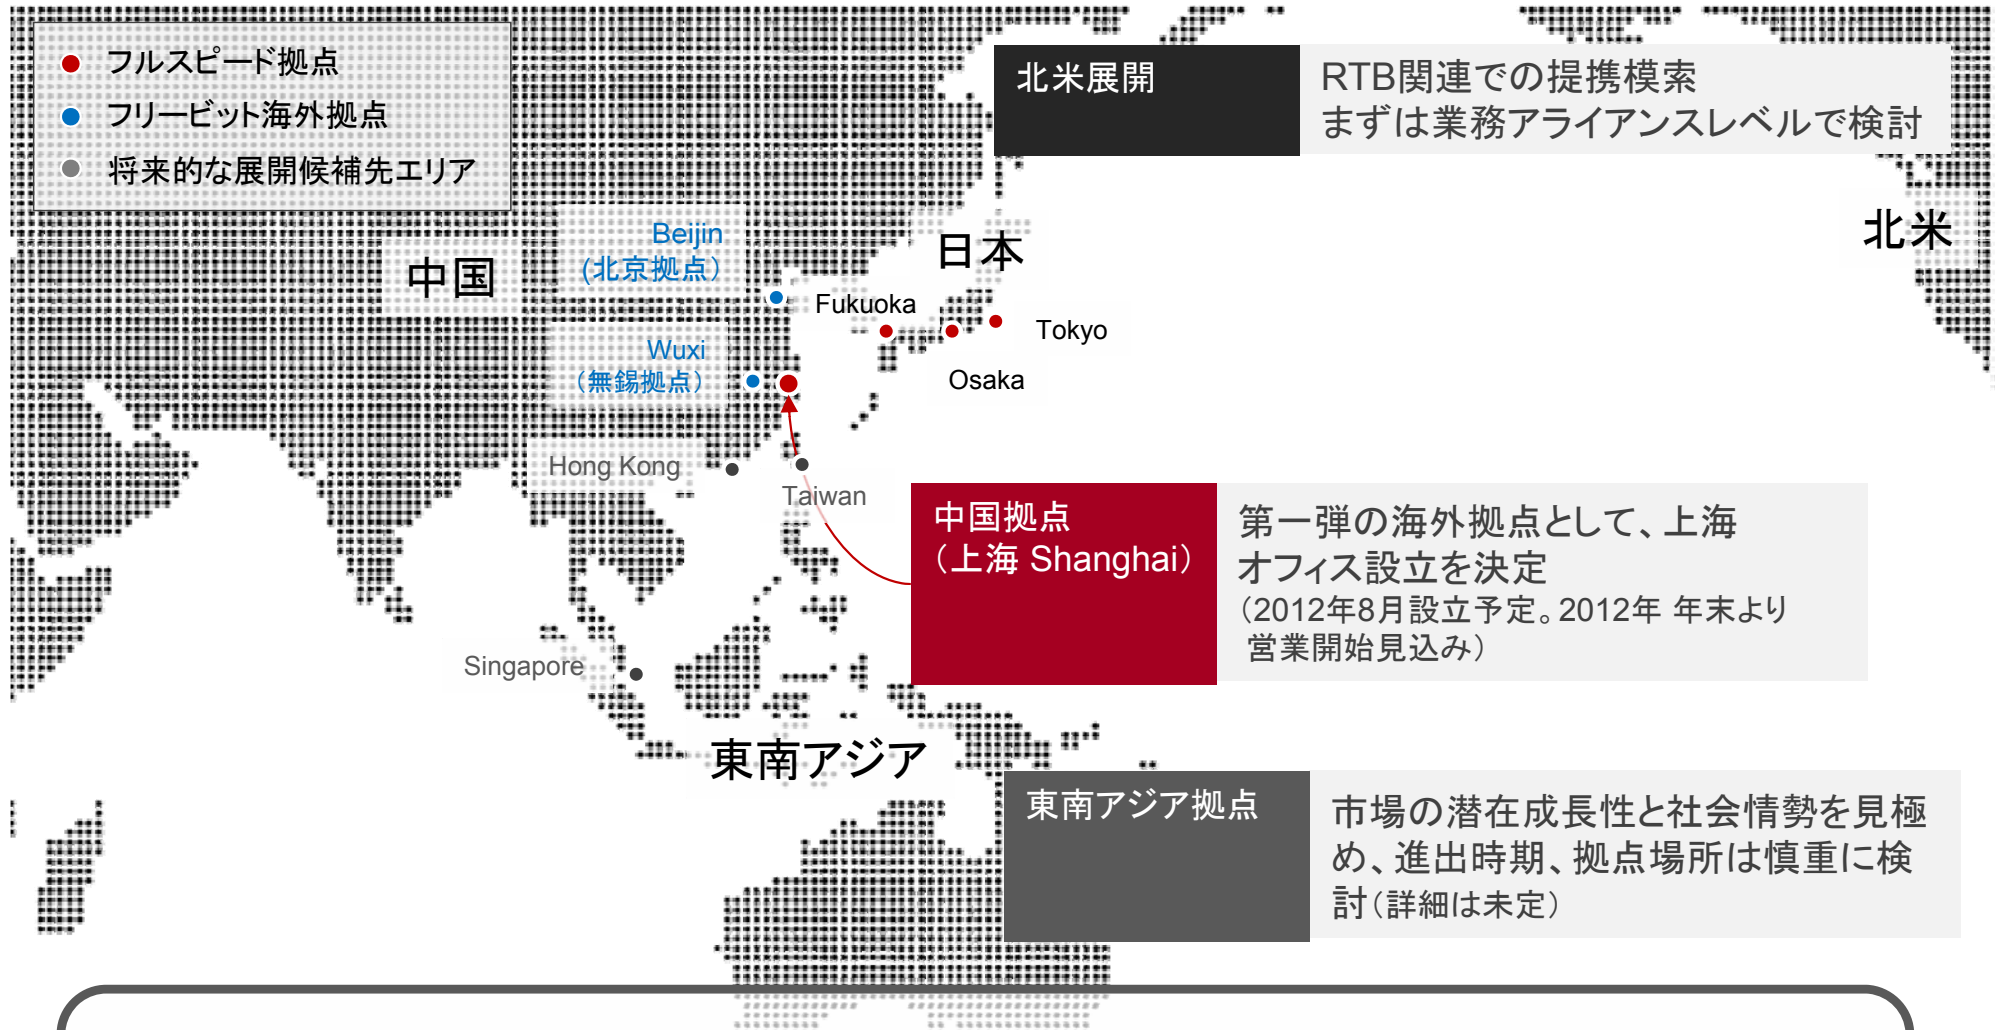 フルスピード拠点
フリービット海外拠点
将来的な展開候補先エリア
北米展開
RTB関連での提携模索
まずは業務アライアンスレベルで検討
北米
中国
Beijin
(北京拠点）
日本
Fukuoka
Tokyo
Osaka
Wuxi
（無錫拠点）
Hong Kong
Taiwan
中国拠点
（上海 Shanghai）
第一弾の海外拠点として、上海
オフィス設立を決定
（2012年8月設立予定。2012年 年末より
営業開始見込み）
Singapore
東南アジア
東南アジア拠点
市場の潜在成長性と社会情勢を見極
め、進出時期、拠点場所は慎重に検
討（詳細は未定）